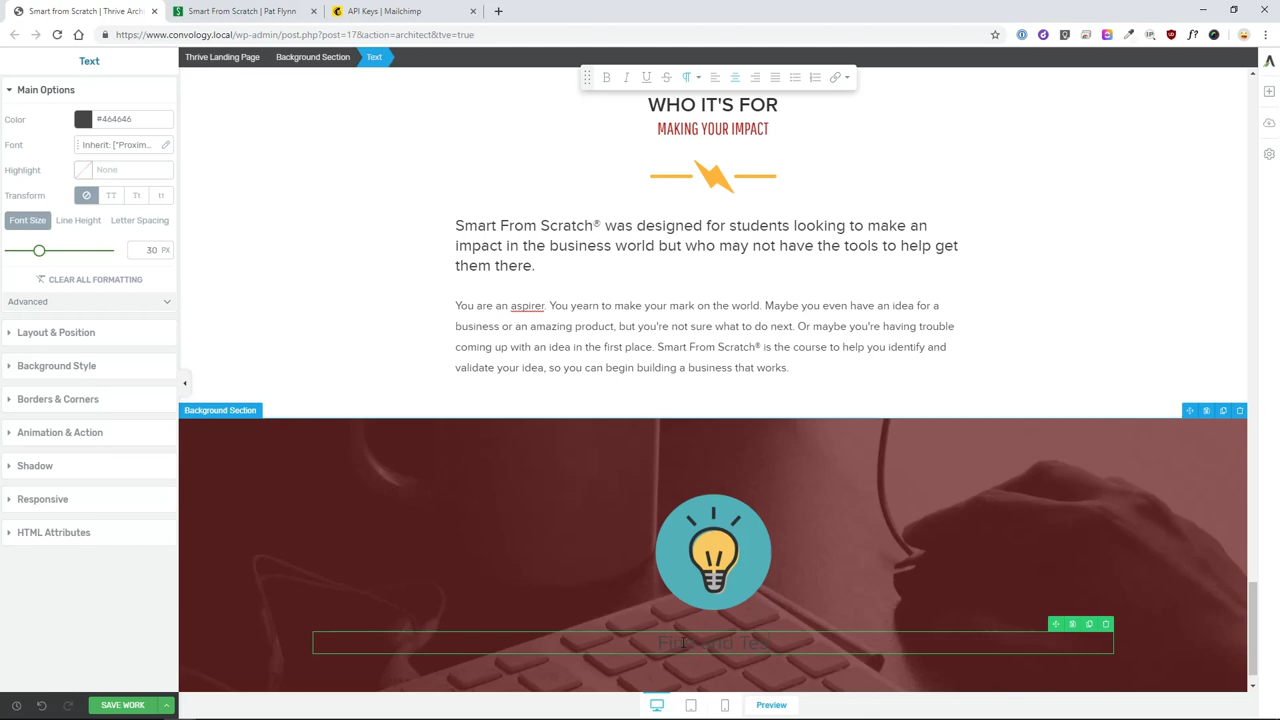 Smart From Scratch | Thrive Arc
Smart From Scratch | Pat Flynn
API Keys | Mailchimp
https://www.convology.local/wp-admin/post.php?post=17&action=architect&tve=true
Text
Thrive Landing Page
Background Section
Text
Main Options
Color
#464646
Font
Inherit: ["Proxim...
Highlight
None
Transform
TT
Tt
tt
Font Size
Line Height
Letter Spacing
30 PX
CLEAR ALL FORMATTING
Advanced
Layout & Position
Background Style
Borders & Corners
Animation & Action
Shadow
Responsive
HTML Attributes
B I U S
WHO IT'S FOR
MAKING YOUR IMPACT
Smart From Scratch® was designed for students looking to make an
impact in the business world but who may not have the tools to help get
them there.
You are an aspirer. You yearn to make your mark on the world. Maybe you even have an idea for a
business or an amazing product, but you're not sure what to do next. Or maybe you're having trouble
coming up with an idea in the first place. Smart From Scratch® is the course to help you identify and
validate your idea, so you can begin building a business that works.
Background Section
Find and Tes
SAVE WORK
Preview